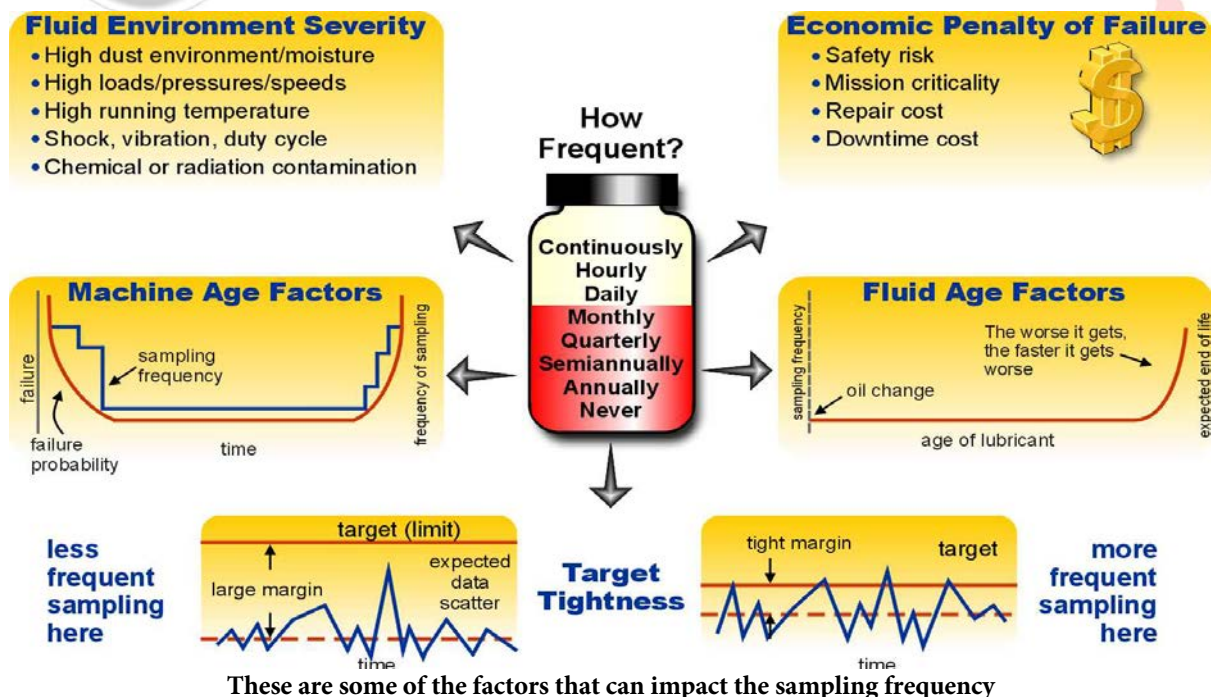 Fluid Environment Severity
• High dust environment/moisture
• High loads/pressures/speeds
• High running temperature
• Shock, vibration, duty cycle
• Chemical or radiation contamination
Economic Penalty of Failure
• Safety risk
• Mission criticality
• Repair cost
• Downtime cost
$
How
Frequent?
Continuously
Hourly
Daily
Monthly
Quarterly
Semiannually
Annually
Never
Machine Age Factors
failure
sampling
frequency
failure
probability
time
frequency of sampling
Fluid Age Factors
sampling frequency
The worse it gets,
the faster it gets
worse
oil change
age of lubricant
expected end of life
less
frequent
sampling
here
target (limit)
large margin
expected
data
scatter
time
Target
Tightness
tight margin
target
time
more
frequent
sampling
here
These are some of the factors that can impact the sampling frequency